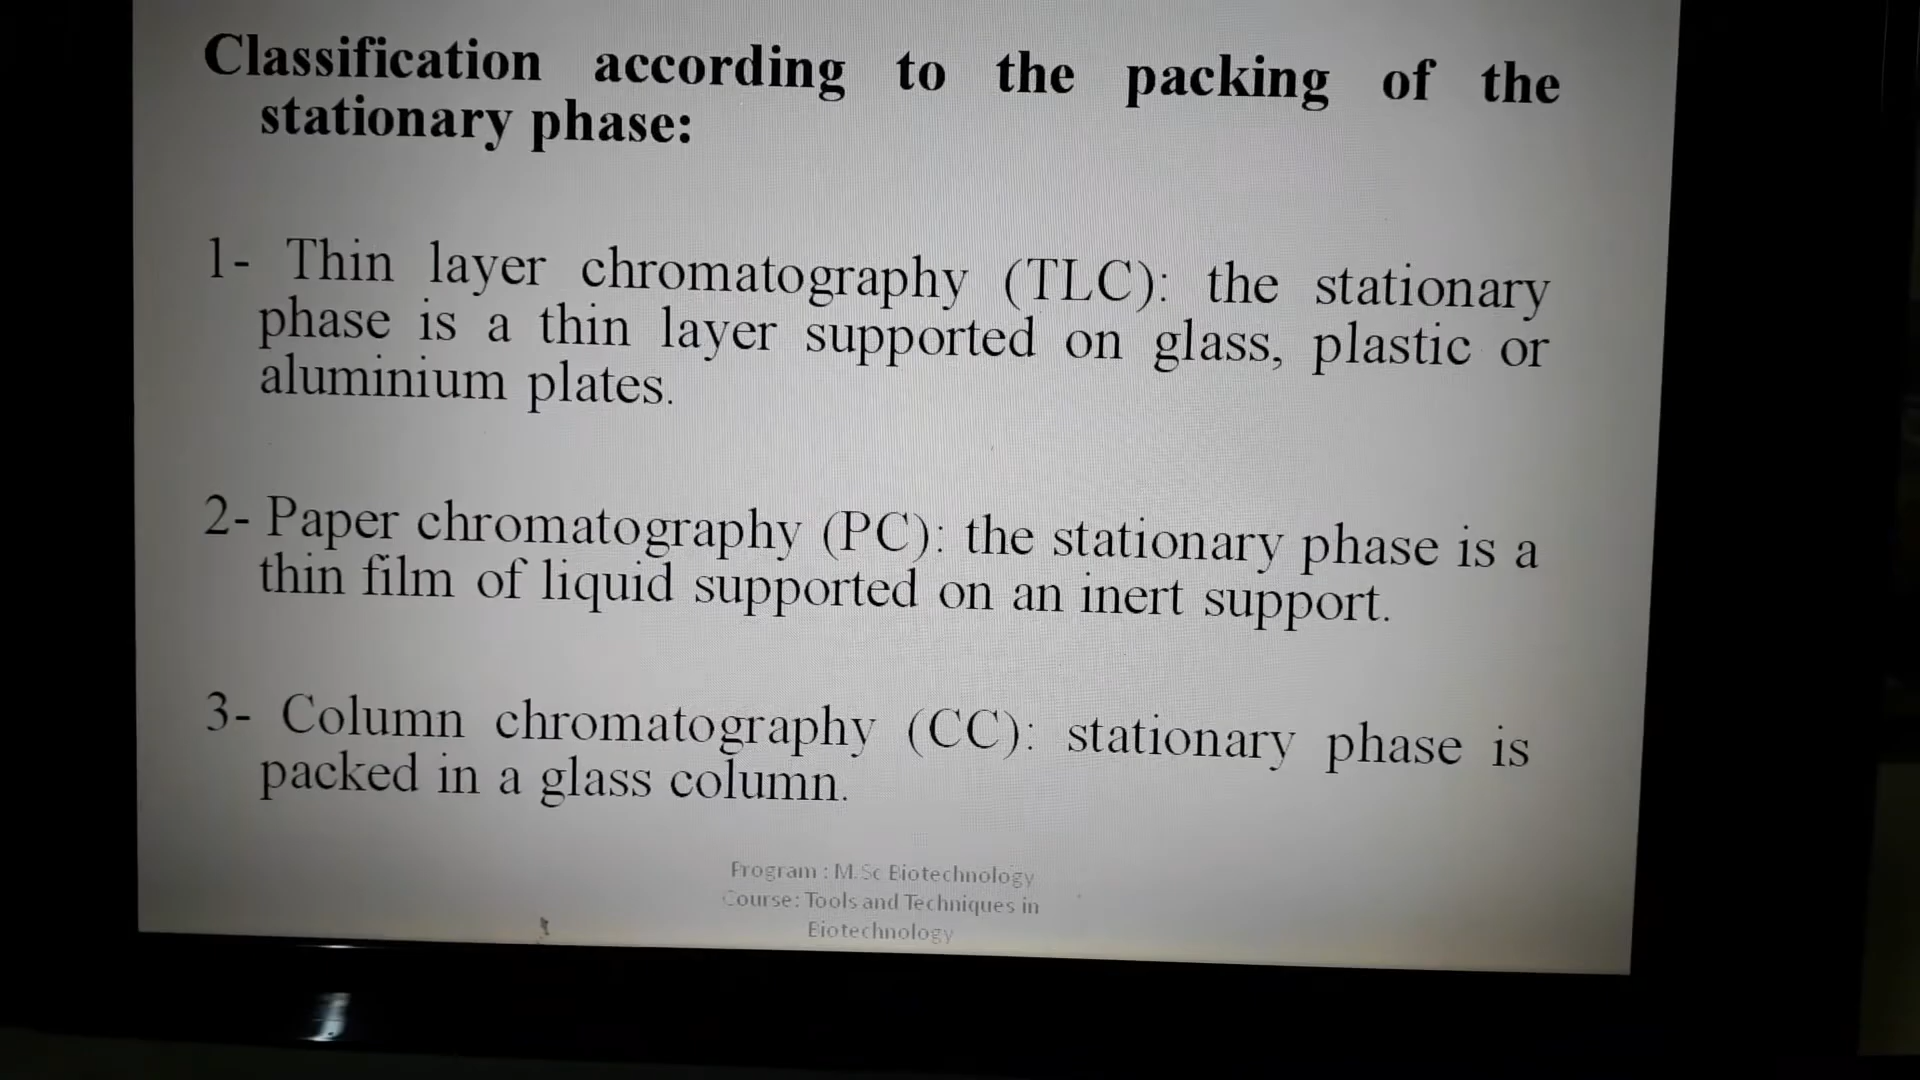 Classification according to the packing of the
stationary phase:
1- Thin layer chromatography (TLC): the stationary
phase is a thin layer supported on glass, plastic or
aluminium plates.
2- Paper chromatography (PC): the stationary phase is a
thin film of liquid supported on an inert support.
3- Column chromatography (CC): stationary phase is
packed in a glass column.
Program : M.Sc Biotechnology
Course: Tools and Techniques in
Biotechnology